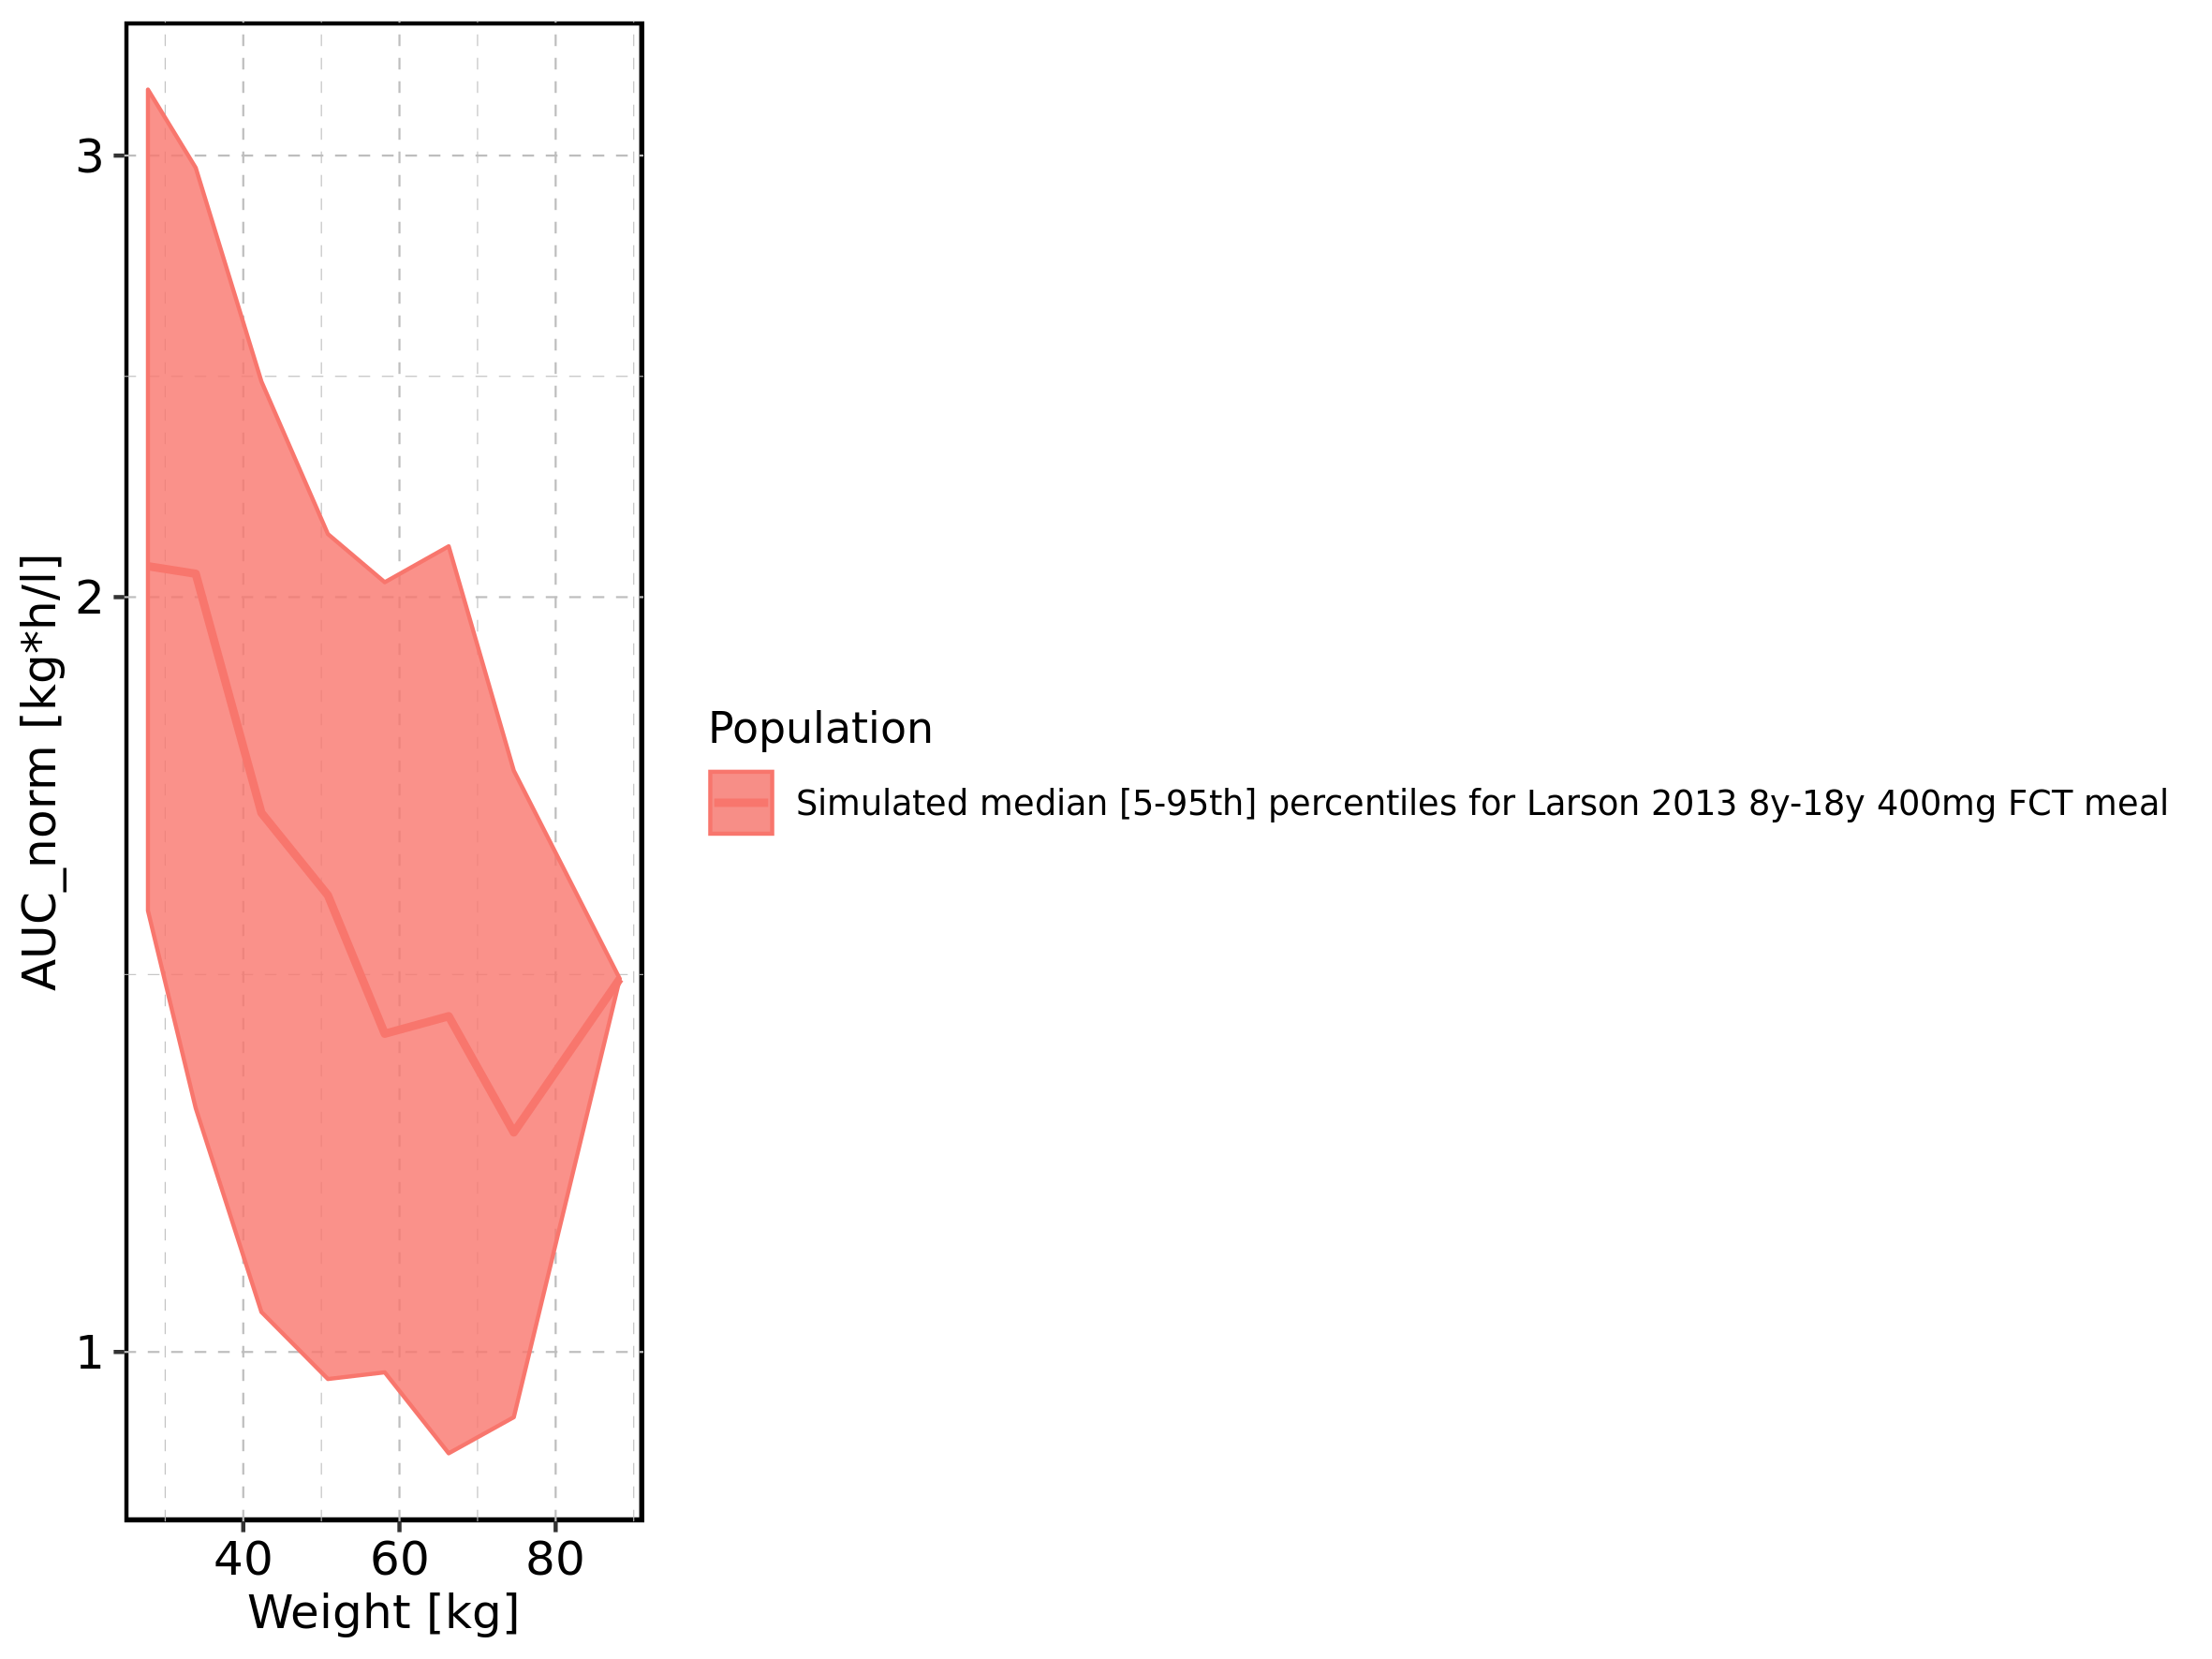 3
2
1
AUC_norm [kg*h/l]
40 60 80
Weight [kg]
Population
Simulated median [5-95th] percentiles for Larson 2013 8y-18y 400mg FCT meal